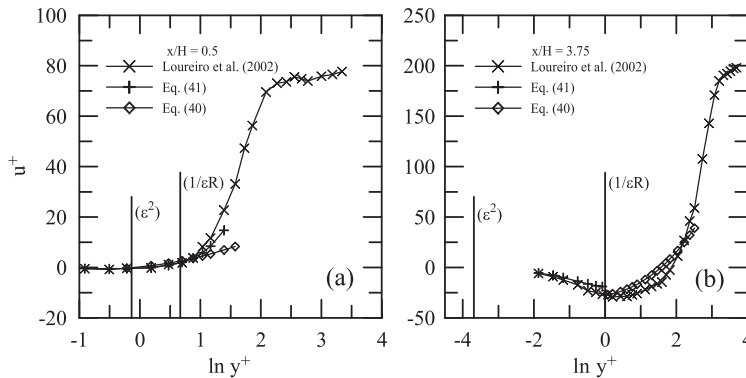 100
80
60
40
20
0
-20
u⁺
-1
0
1
2
3
4
ln y⁺
x/H = 0.5
Loureiro et al. (2002)
Eq. (41)
Eq. (40)
(ε²)
(1/εR)
(a)
250
200
150
100
50
0
-50
-4
-2
0
2
4
ln y⁺
x/H = 3.75
Loureiro et al. (2002)
Eq. (41)
Eq. (40)
(1/εR)
(ε²)
(b)